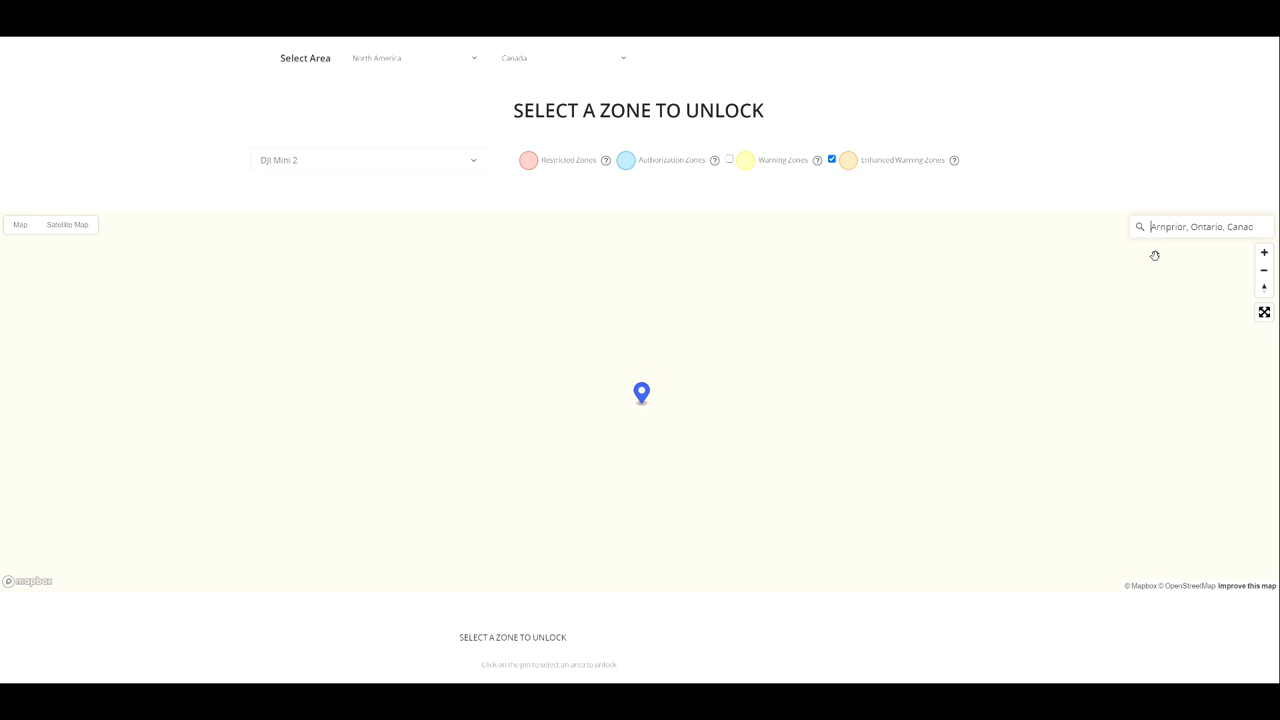 Select Area North America Canada
SELECT A ZONE TO UNLOCK
DJI Mini 2 Restricted Zones ? Authorization Zones ? Warning Zones ? Enhanced Warning Zones ?
Map Satellite Map
Arnprior, Ontario, Canad
mapbox
© Mapbox © OpenStreetMap Improve this map
SELECT A ZONE TO UNLOCK
Click on the pin to select an area to unlock